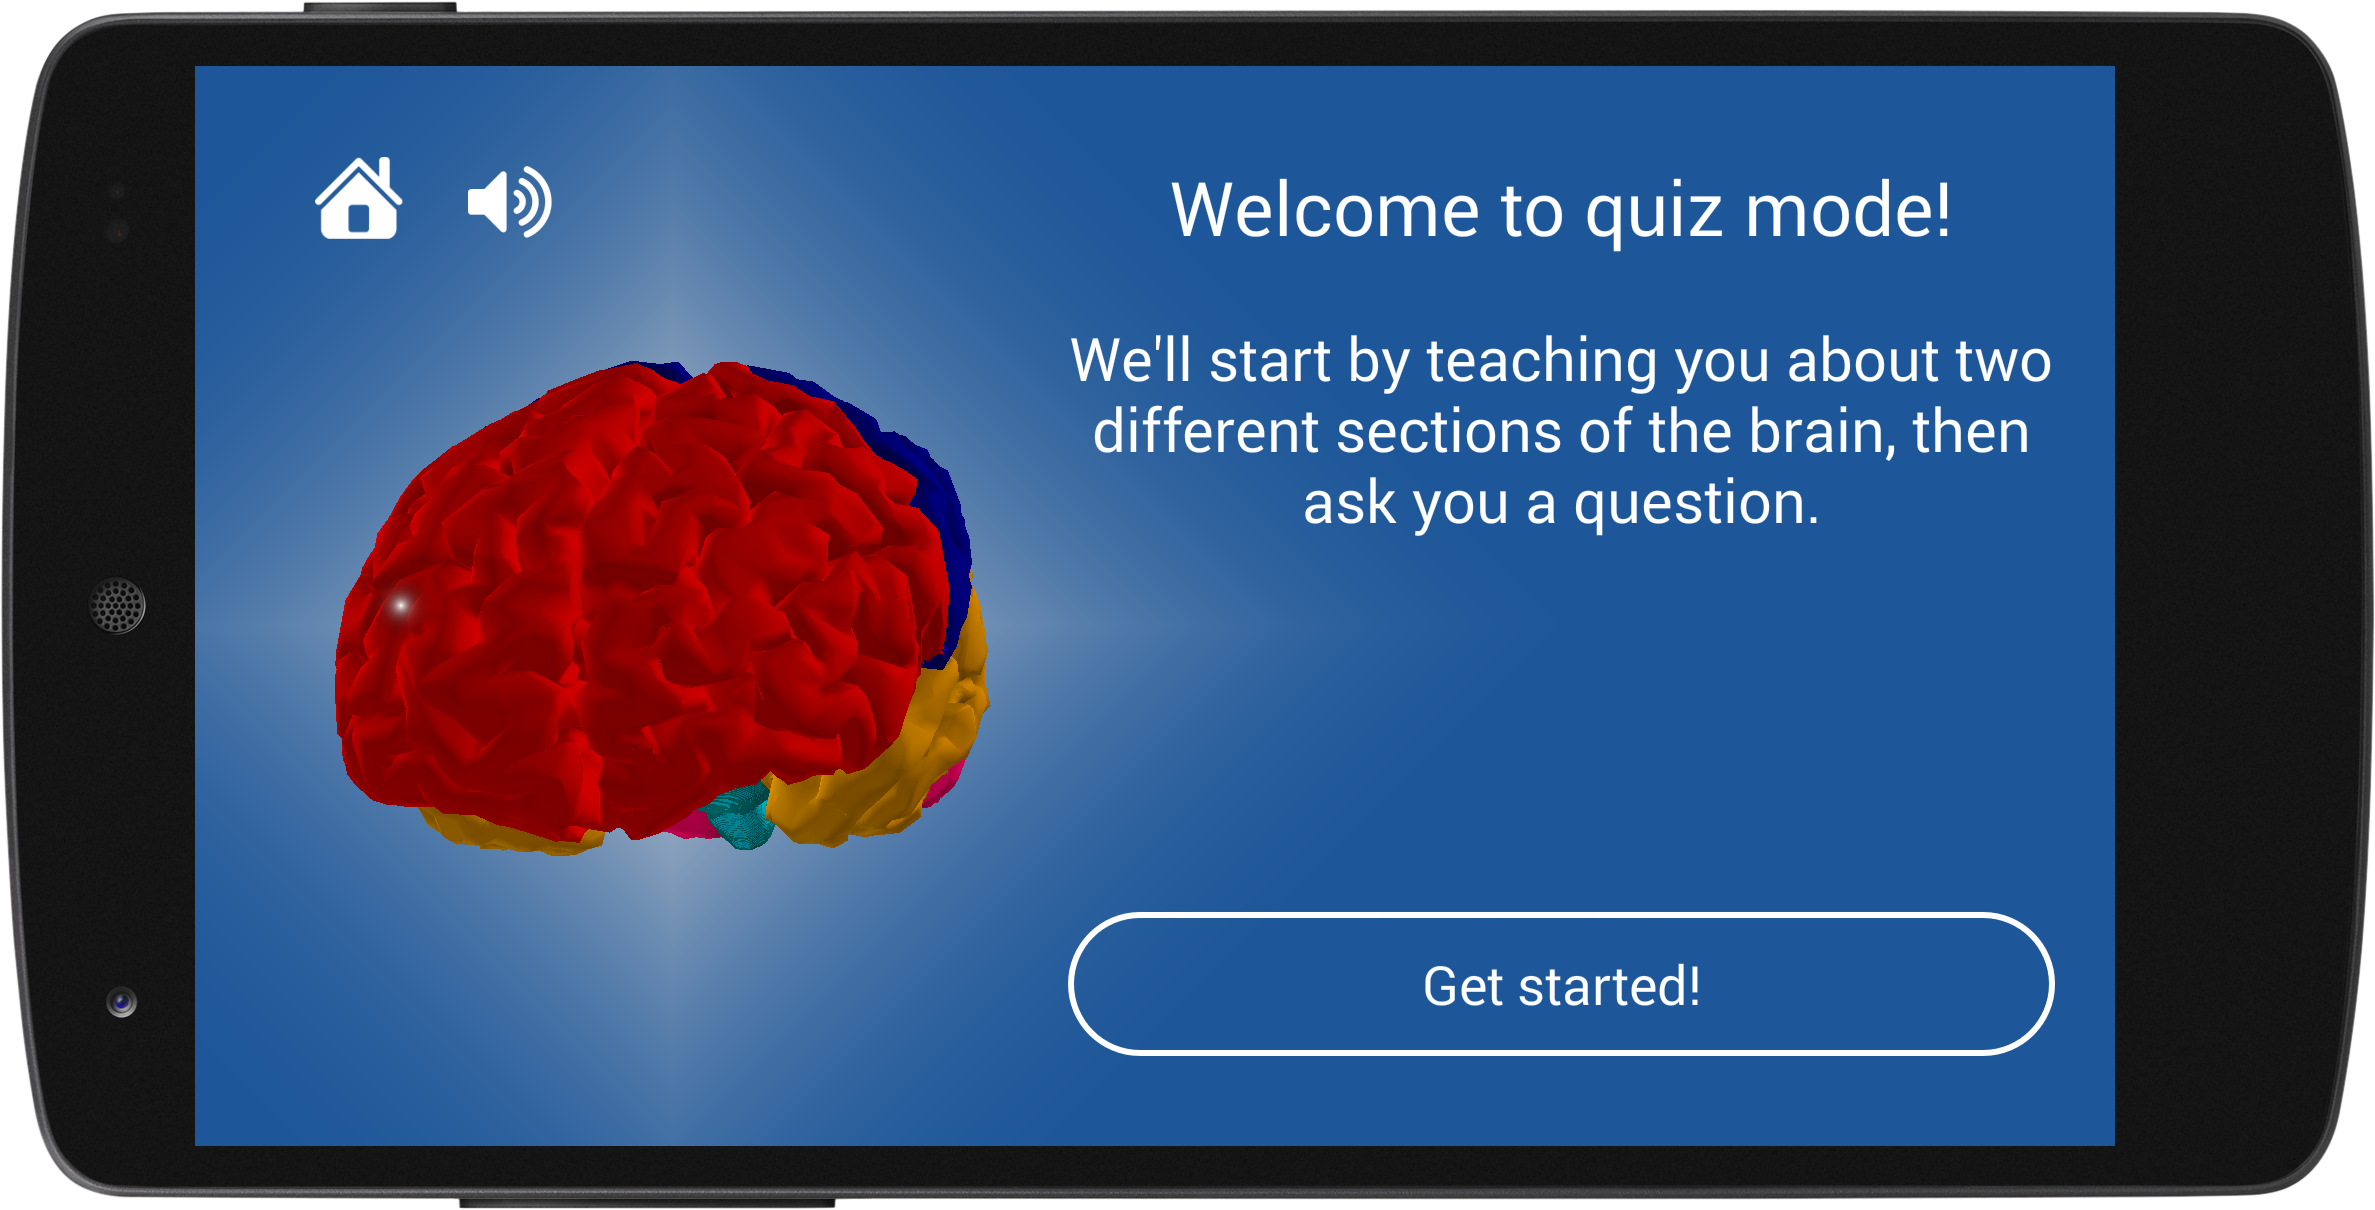 Welcome to quiz mode!
We'll start by teaching you about two
different sections of the brain, then
ask you a question.
Get started!